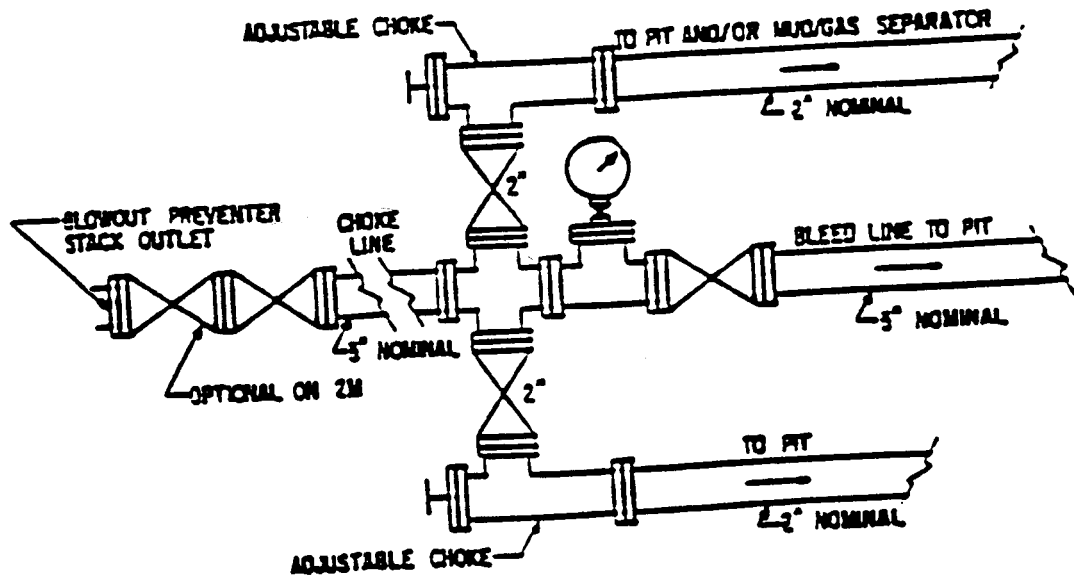 ADJUSTABLE CHOKE
TO PIT AND/OR MUD/GAS SEPARATOR
2" NOMINAL
2"
BLOWOUT PREVENTER
STACK OUTLET
CHOKE
LINE
BLEED LINE TO PIT
3" NOMINAL
3" NOMINAL
OPTIONAL ON 2M
2"
TO PIT
2" NOMINAL
ADJUSTABLE CHOKE